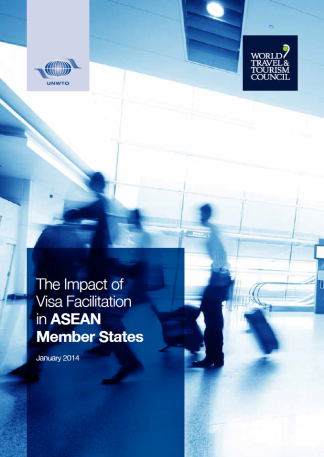 UNWTO
WORLD
TRAVEL &
TOURISM
COUNCIL
The Impact of
Visa Facilitation
in ASEAN
Member States
January 2014